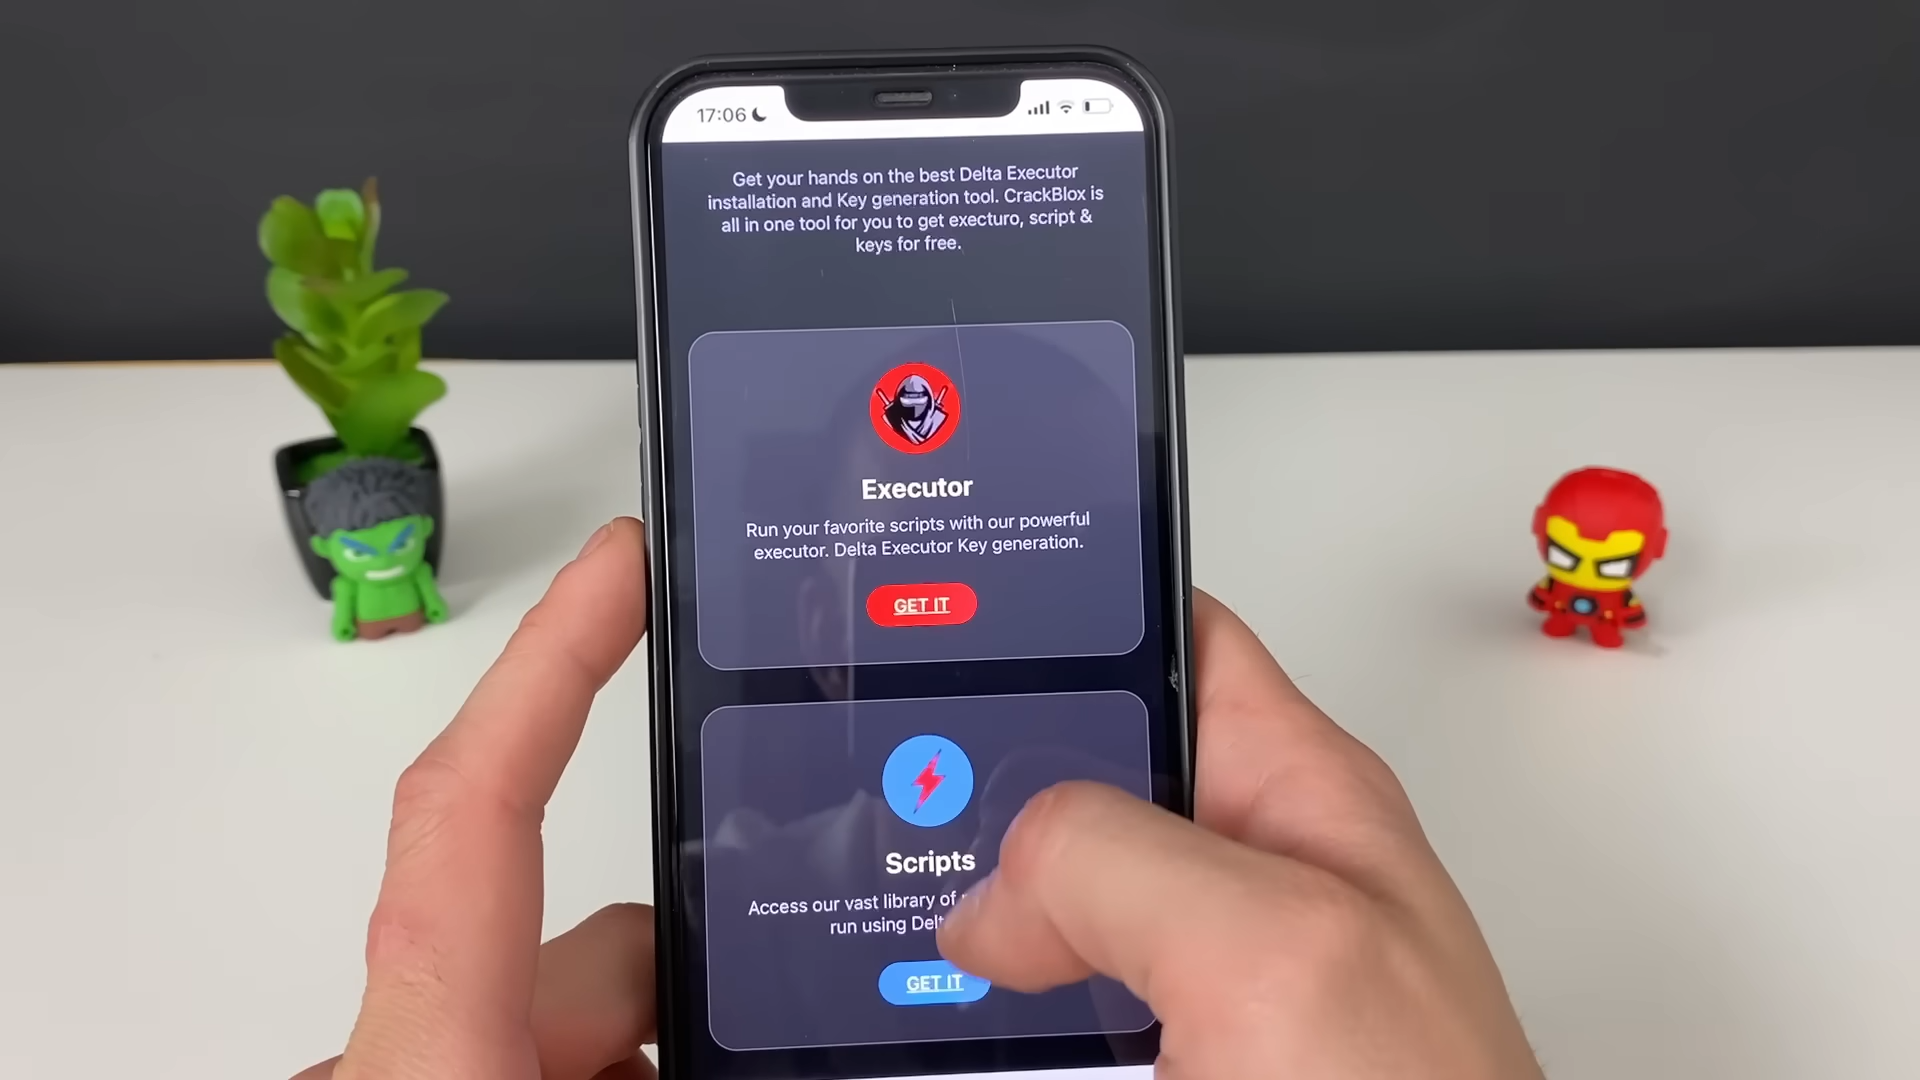 17:06
Get your hands on the best Delta Executor
installation and Key generation tool. CrackBlox is
all in one tool for you to get execturo, script &
keys for free.
Executor
Run your favorite scripts with our powerful
executor. Delta Executor Key generation.
GET IT
Scripts
Access our vast library of
run using
GET IT